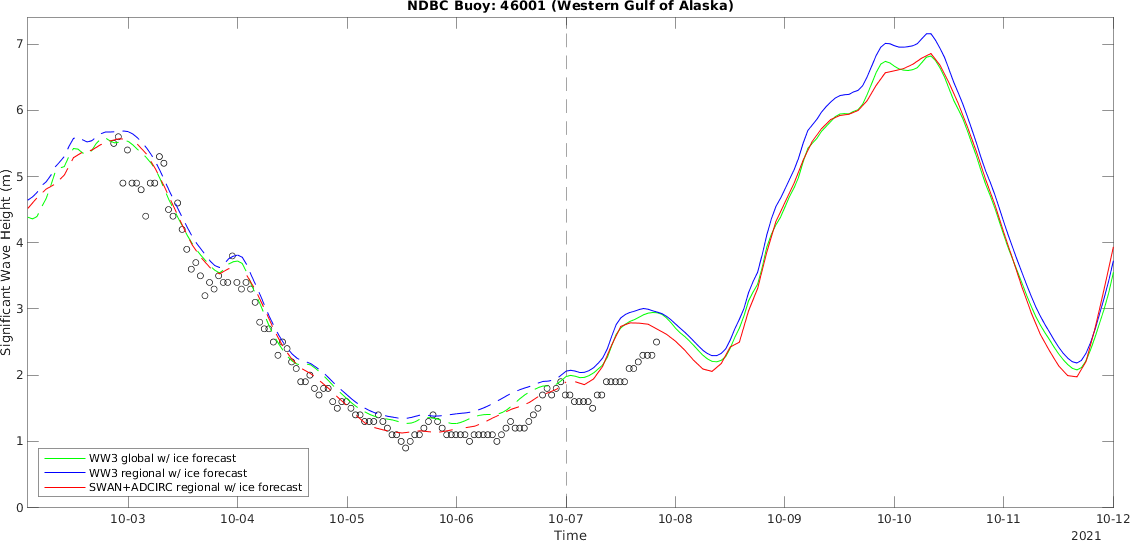 NDBC Buoy: 46001 (Western Gulf of Alaska)
Significant Wave Height (m)
7
6
5
4
3
2
1
0
WW3 global w/ ice forecast
WW3 regional w/ ice forecast
SWAN+ADCIRC regional w/ ice forecast
10-03 10-04 10-05 10-06 10-07 10-08 10-09 10-10 10-11 10-12
Time
2021